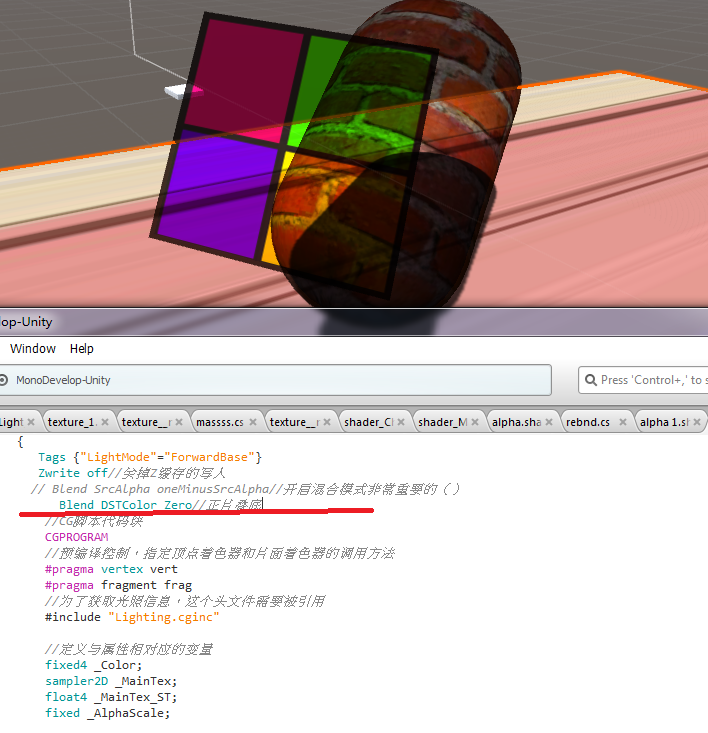 lop-Unity
Window Help
MonoDevelop-Unity
Press 'Control+,' to s
Light texture_1. texture__r massss.cs texture__r shader_Cl shader_M alpha.sha rebnd.cs alpha 1.sl
{
Tags {"LightMode"="ForwardBase"}
Zwrite off//关掉Z缓存的写入
// Blend SrcAlpha oneMinusSrcAlpha//开启混合模式非常重要的（）
Blend DSTColor Zero//正片叠底
//CG脚本代码块
CGPROGRAM
//预编译控制，指定顶点着色器和片面着色器的调用方法
#pragma vertex vert
#pragma fragment frag
//为了获取光照信息，这个头文件需要被引用
#include "Lighting.cginc"
//定义与属性相对应的变量
fixed4 _Color;
sampler2D _MainTex;
float4 _MainTex_ST;
fixed _AlphaScale;